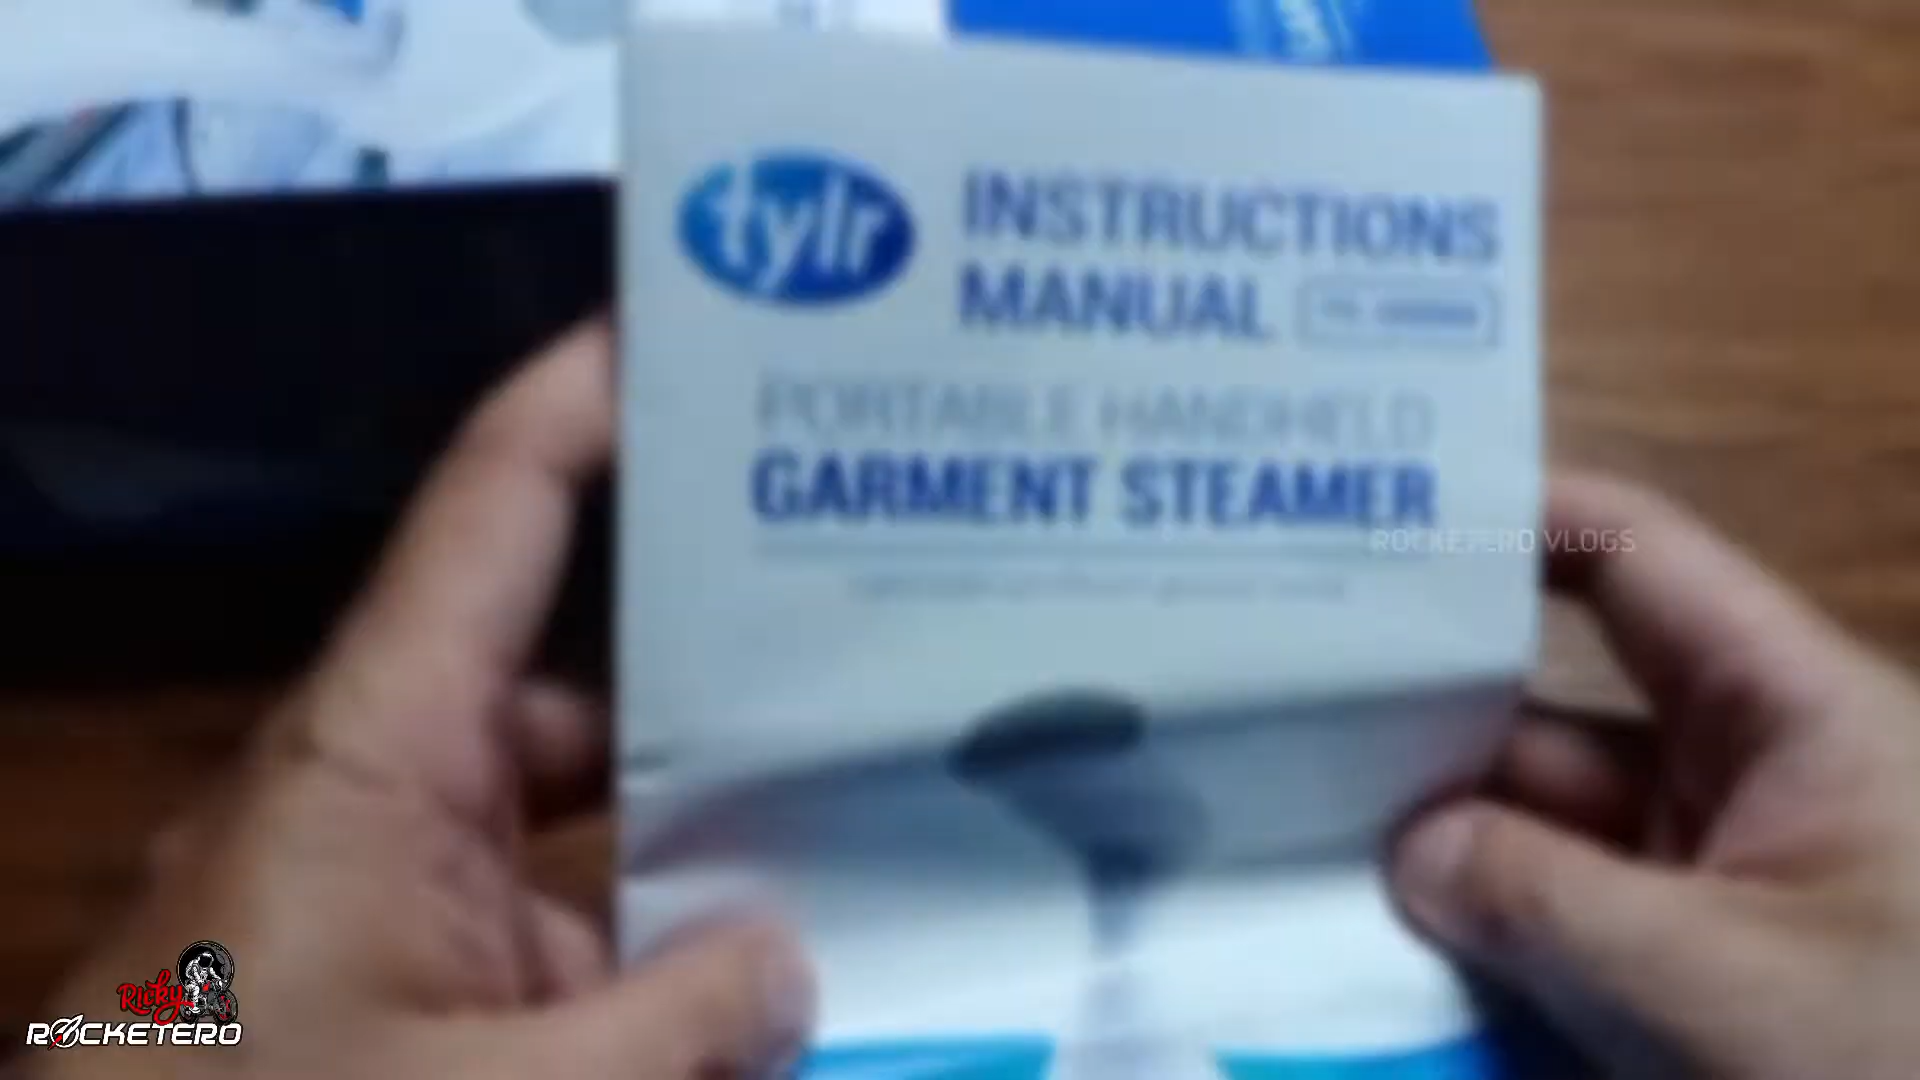 tylr
INSTRUCTIONS
MANUAL
PORTABLE HANDHELD
GARMENT STEAMER
ROCKETERO VLOGS
Ricky
ROCKETERO